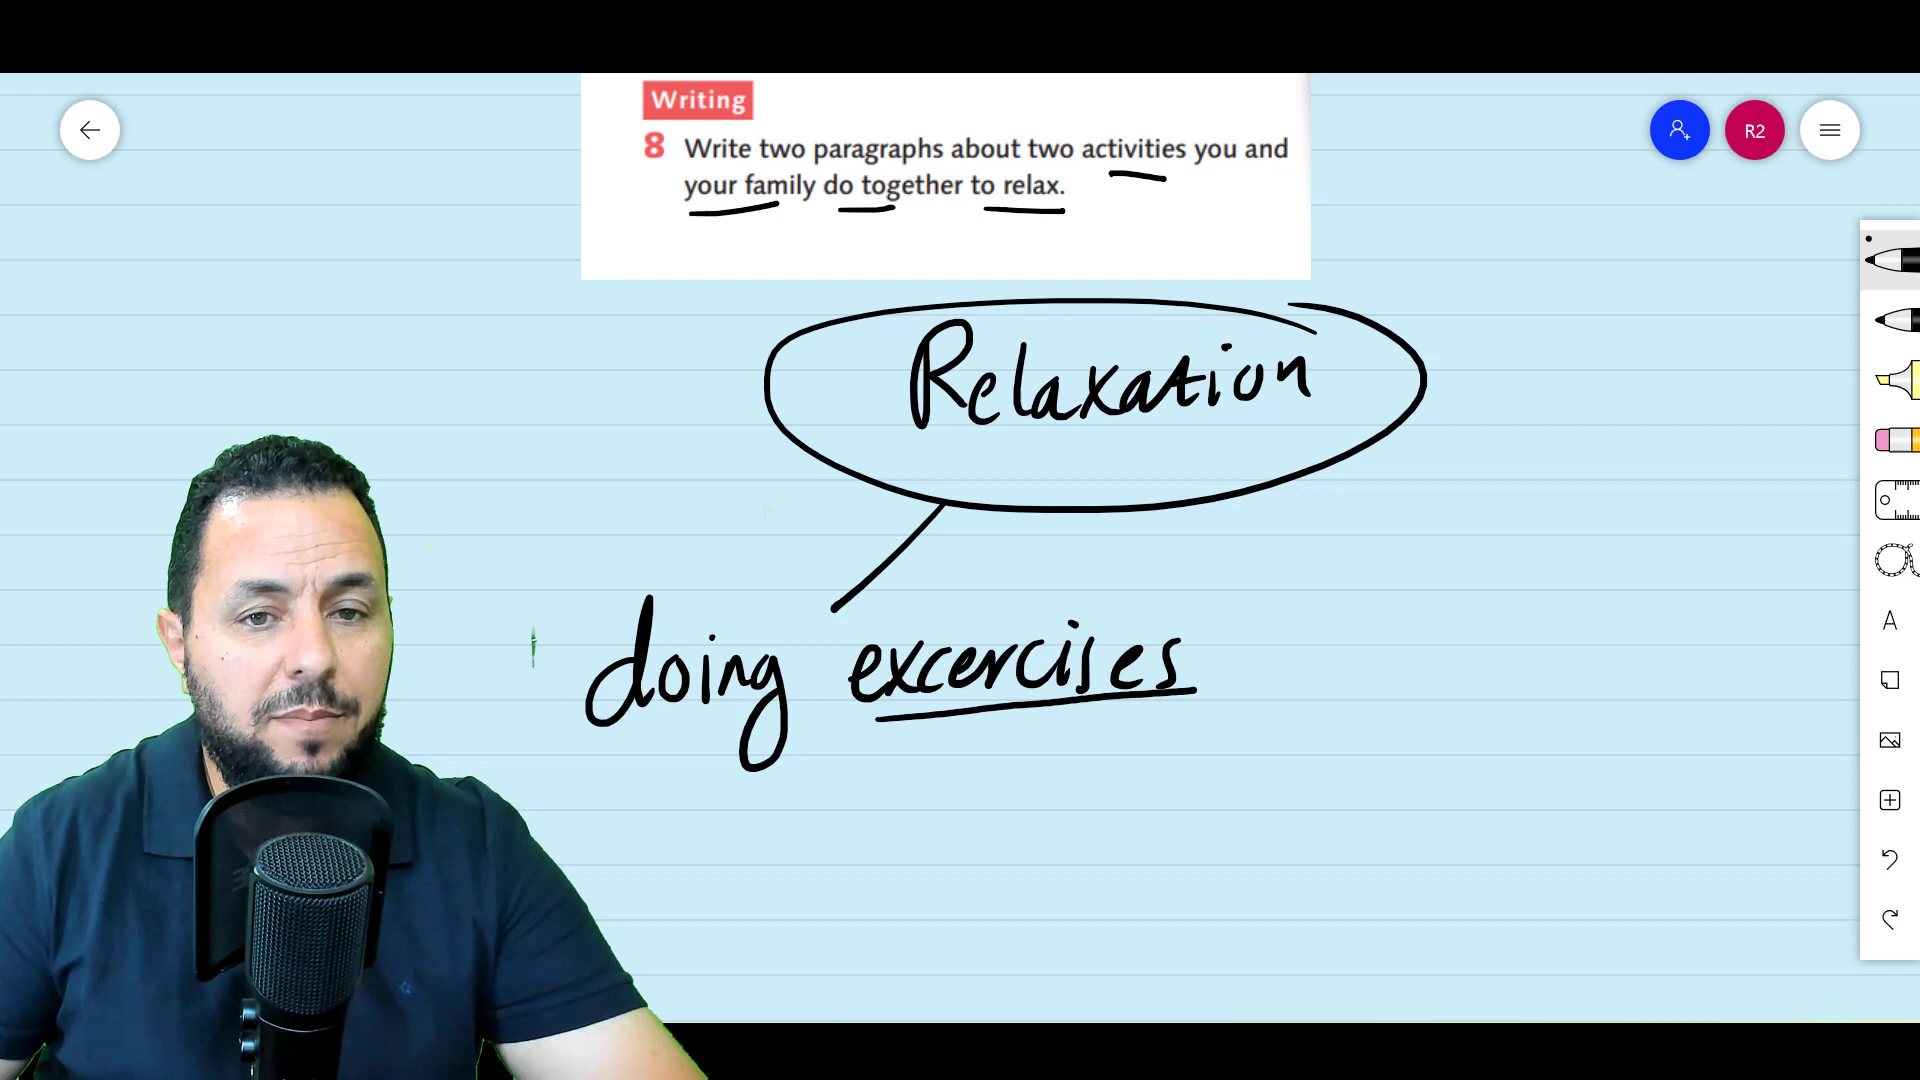 Writing
8 Write two paragraphs about two activities you and
your family do together to relax.
R2
Relaxation
doing excercises
A